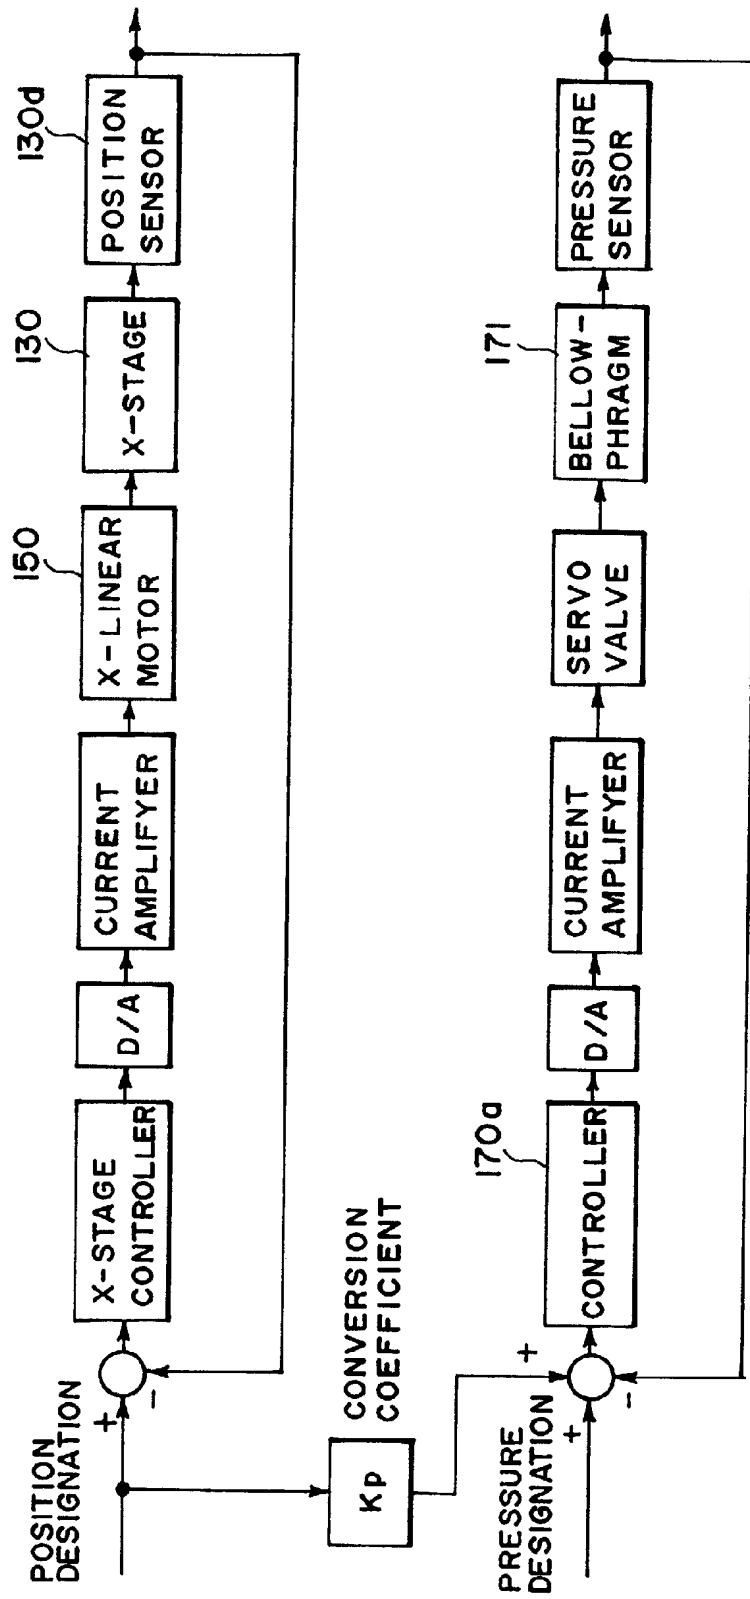 POSITION
DESIGNATION
+
−
X-STAGE
CONTROLLER
D/A
CURRENT
AMPLIFYER
150
X-LINEAR
MOTOR
130
X-STAGE
130d
POSITION
SENSOR
Kp
CONVERSION
COEFFICIENT
PRESSURE
DESIGNATION
+
+
−
170a
CONTROLLER
D/A
CURRENT
AMPLIFYER
SERVO
VALVE
171
BELLOW-
PHRAGM
PRESSURE
SENSOR